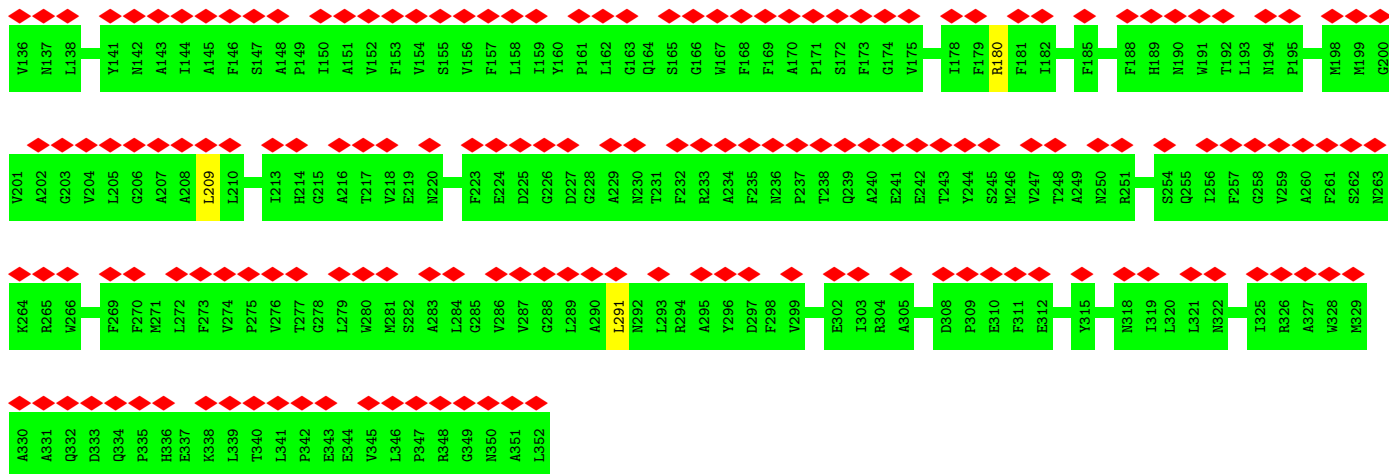 V136 N137 L138 Y141 N142 A143 I144 A145 F146 S147 A148 P149 I150 A151 V152 F153 V154 S155 V156 F157 L158 I159 Y160 P161 L162 G163 Q164 S165 G166 W167 F168 F169 A170 P171 S172 F173 G174 V175 I178 F179 R180 F181 I182 F185 F188 H189 N190 W191 T192 L193 N194 P195 M198 M199 G200
V201 A202 G203 V204 L205 G206 A207 A208 L209 L210 I213 H214 G215 A216 T217 V218 E219 N220 F223 E224 D225 G226 D227 G228 A229 N230 T231 F232 R233 A234 F235 N236 P237 T238 Q239 A240 E241 E242 T243 Y244 S245 M246 V247 T248 A249 N250 R251 S254 Q255 I256 F257 G258 V259 A260 F261 S262 N263
K264 R265 W266 F269 F270 M271 L272 F273 V274 P275 V276 T277 G278 L279 W280 M281 S282 A283 L284 G285 V286 V287 G288 L289 A290 L291 N292 L293 R294 A295 Y296 D297 F298 V299 E302 I303 R304 A305 D308 P309 E310 F311 E312 Y315 N318 I319 L320 L321 N322 I325 R326 A327 W328 M329
A330 A331 Q332 D333 Q334 P335 H336 E337 K338 L339 T340 L341 P342 E343 E344 V345 L346 P347 R348 G349 N350 A351 L352